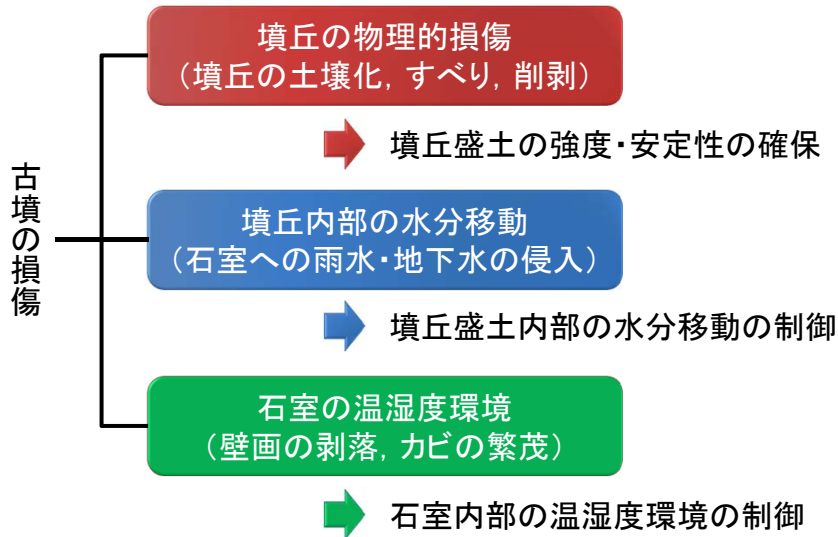 古墳の損傷
墳丘の物理的損傷
（墳丘の土壌化, すべり, 削剥）
墳丘盛土の強度・安定性の確保
墳丘内部の水分移動
（石室への雨水・地下水の侵入）
墳丘盛土内部の水分移動の制御
石室の温湿度環境
（壁画の剥落, カビの繁茂）
石室内部の温湿度環境の制御